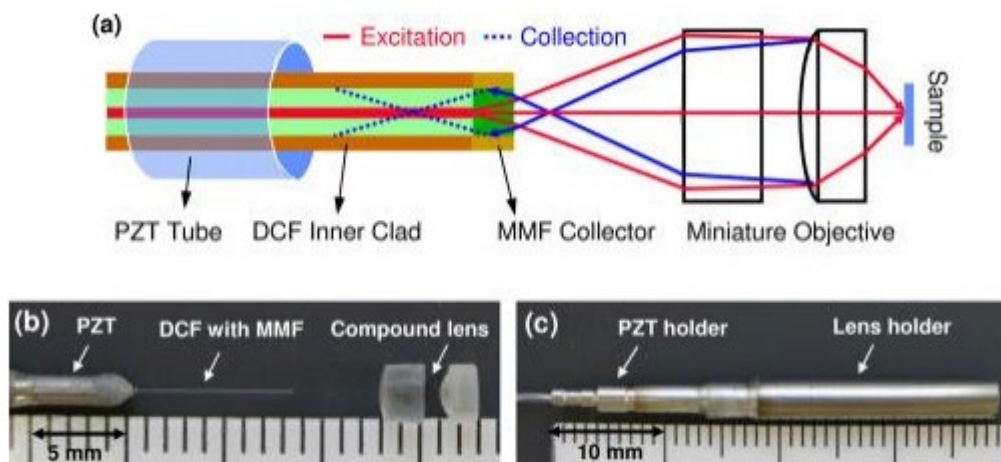 (a)
Excitation
Collection
Sample
PZT Tube
DCF Inner Clad
MMF Collector
Miniature Objective
(b)
PZT
DCF with MMF
Compound lens
5 mm
(c)
PZT holder
Lens holder
10 mm